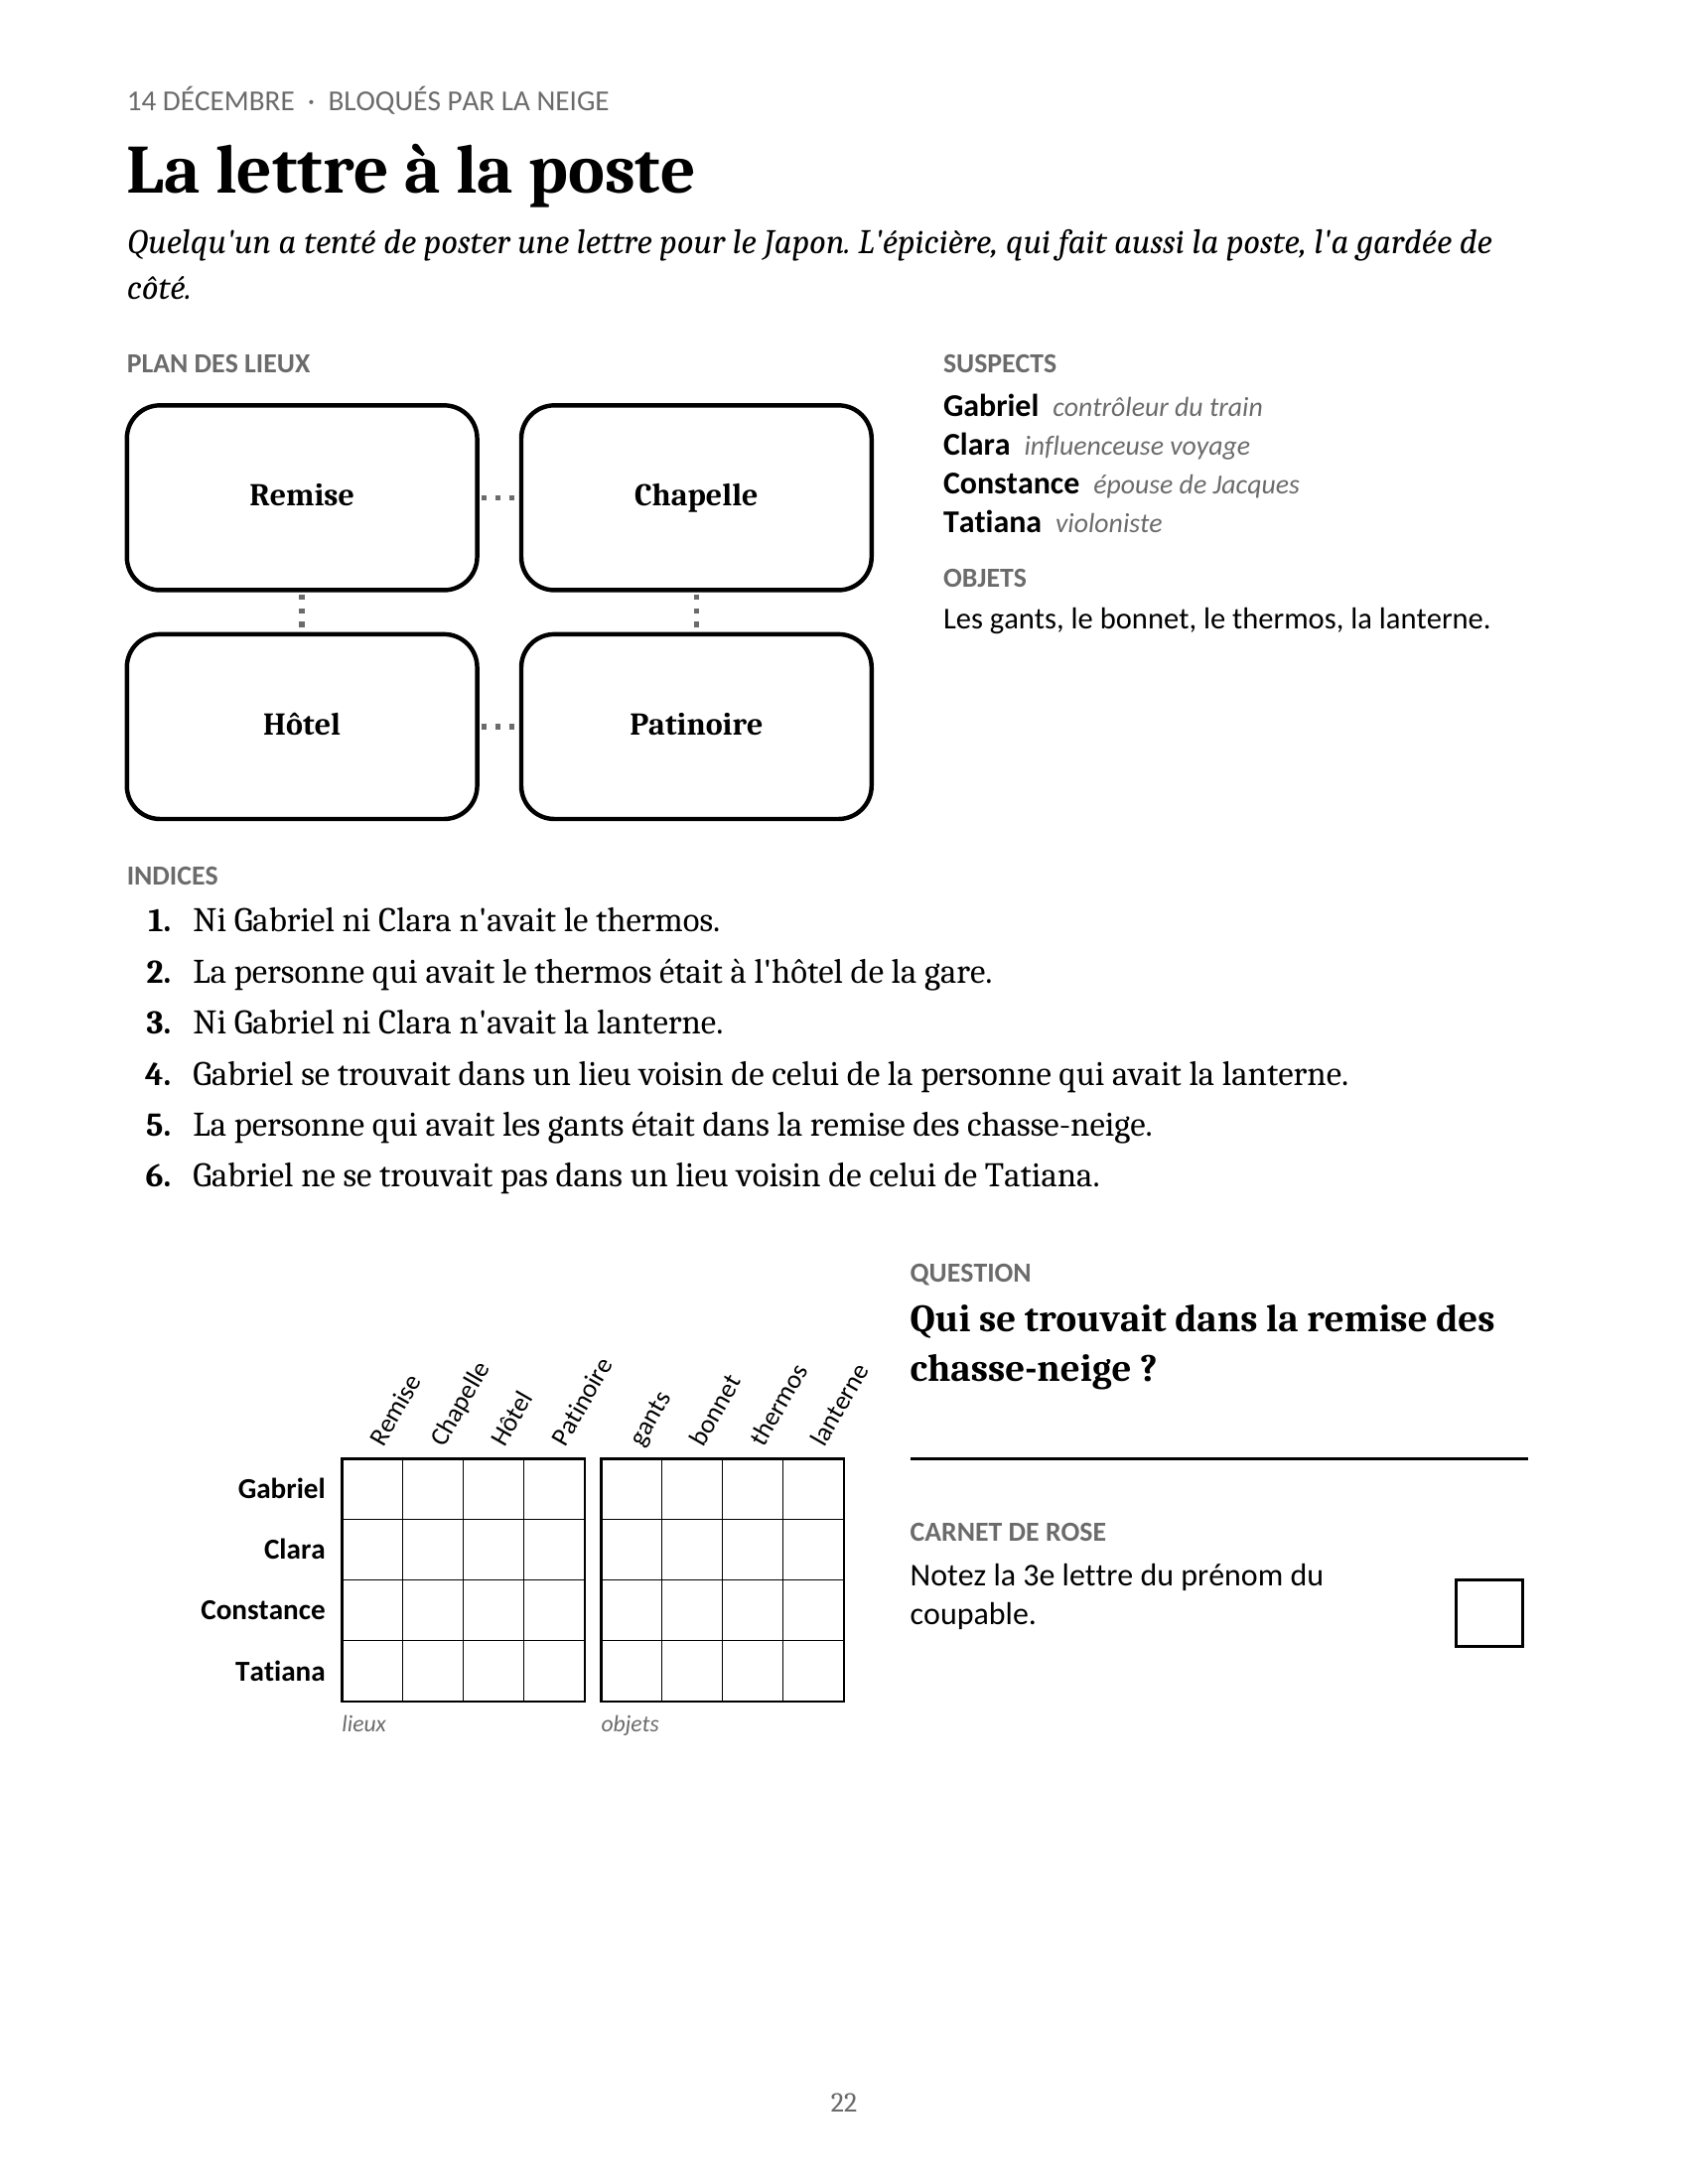 14 DÉCEMBRE · BLOQUÉS PAR LA NEIGE
La lettre à la poste
Quelqu'un a tenté de poster une lettre pour le Japon. L'épicière, qui fait aussi la poste, l'a gardée de
côté.
PLAN DES LIEUX
Remise
Chapelle
Hôtel
Patinoire
SUSPECTS
Gabriel contrôleur du train
Clara influenceuse voyage
Constance épouse de Jacques
Tatiana violoniste
OBJETS
Les gants, le bonnet, le thermos, la lanterne.
INDICES
1. Ni Gabriel ni Clara n'avait le thermos.
2. La personne qui avait le thermos était à l'hôtel de la gare.
3. Ni Gabriel ni Clara n'avait la lanterne.
4. Gabriel se trouvait dans un lieu voisin de celui de la personne qui avait la lanterne.
5. La personne qui avait les gants était dans la remise des chasse-neige.
6. Gabriel ne se trouvait pas dans un lieu voisin de celui de Tatiana.
Remise Chapelle Hôtel Patinoire gants bonnet thermos lanterne
Gabriel
Clara
Constance
Tatiana
lieux objets
QUESTION
Qui se trouvait dans la remise des
chasse-neige ?
CARNET DE ROSE
Notez la 3e lettre du prénom du
coupable.
22